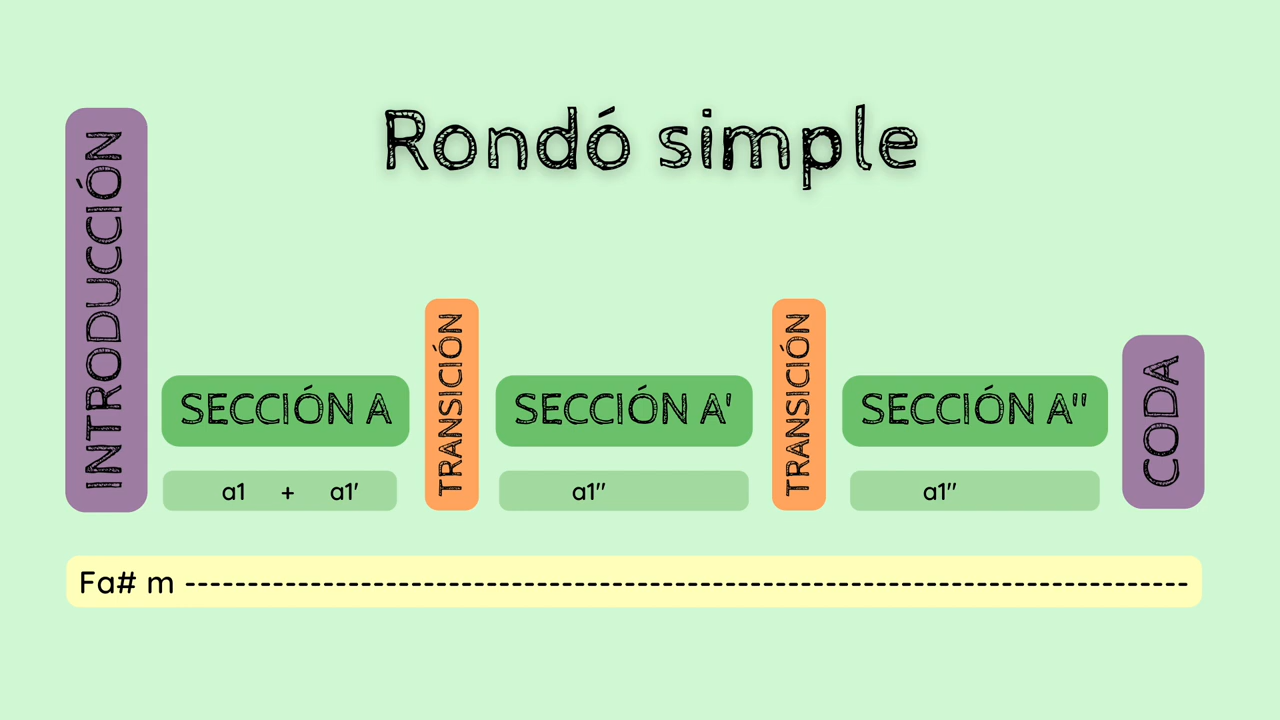 Rondó simple
INTRODUCCIÓN
SECCIÓN A
TRANSICIÓN
SECCIÓN A'
TRANSICIÓN
SECCIÓN A''
CODA
a1 + a1'
a1''
a1''
Fa# m --------------------------------------------------------------------------------